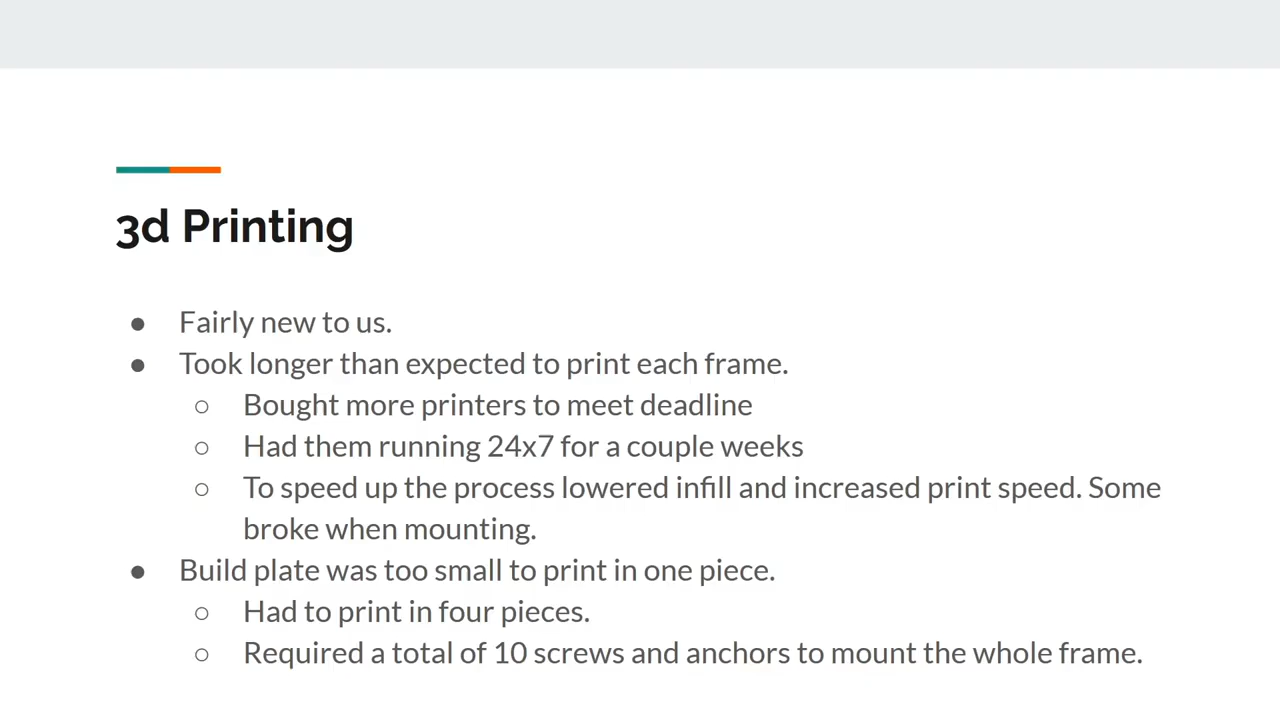 3d Printing
● Fairly new to us.
● Took longer than expected to print each frame.
○ Bought more printers to meet deadline
○ Had them running 24x7 for a couple weeks
○ To speed up the process lowered infill and increased print speed. Some
broke when mounting.
● Build plate was too small to print in one piece.
○ Had to print in four pieces.
○ Required a total of 10 screws and anchors to mount the whole frame.